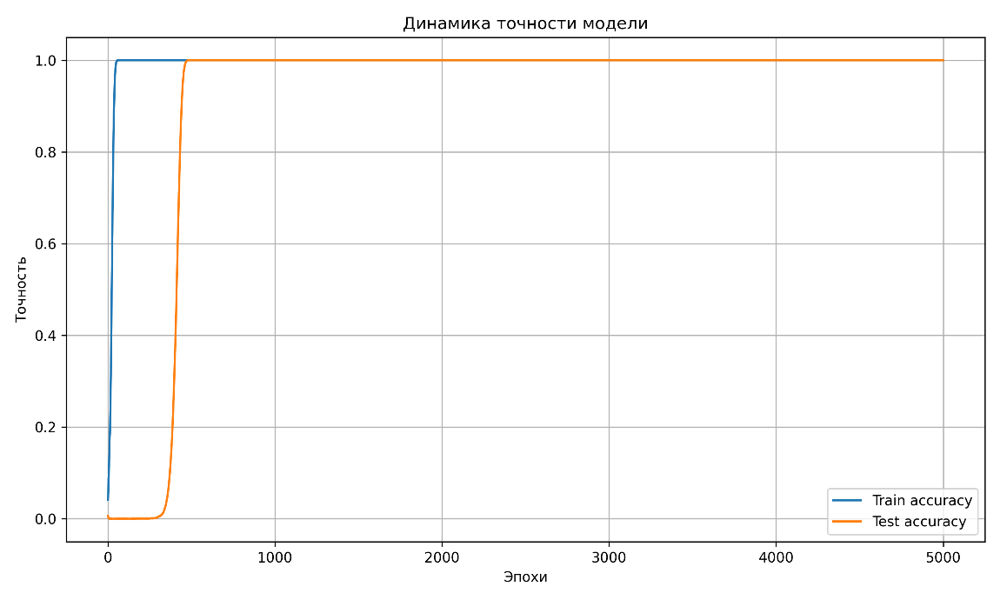 Динамика точности модели
1.0
0.8
0.6
0.4
0.2
0.0
Точность
Train accuracy
Test accuracy
0 1000 2000 3000 4000 5000
Эпохи